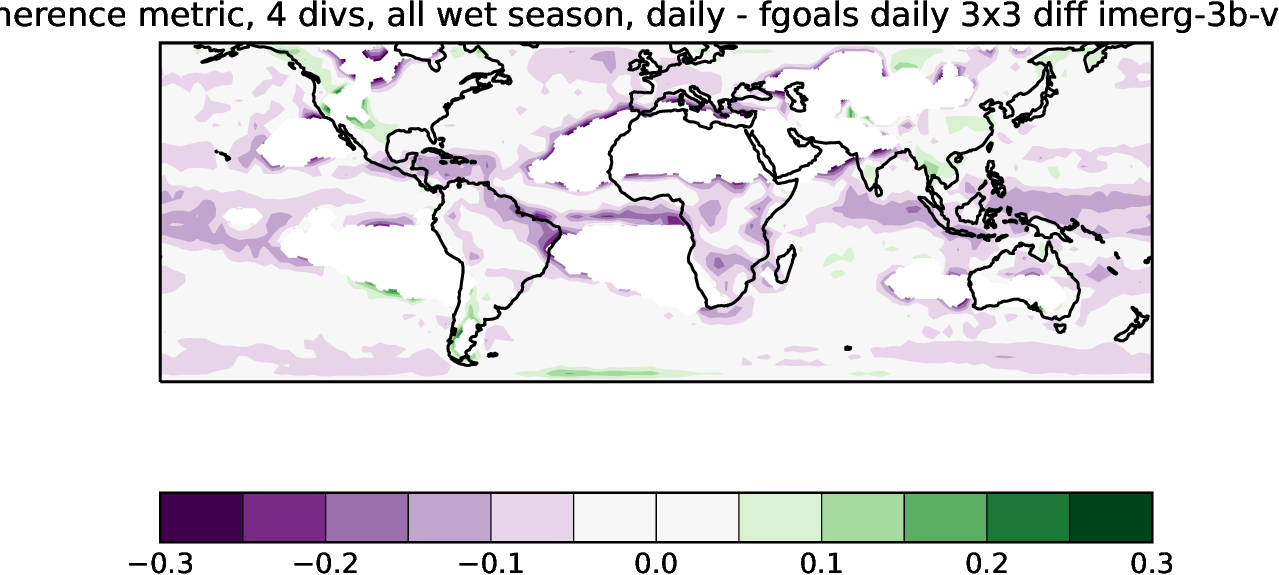 herence metric, 4 divs, all wet season, daily - fgoals daily 3x3 diff imerg-3b-v
−0.3 −0.2 −0.1 0.0 0.1 0.2 0.3